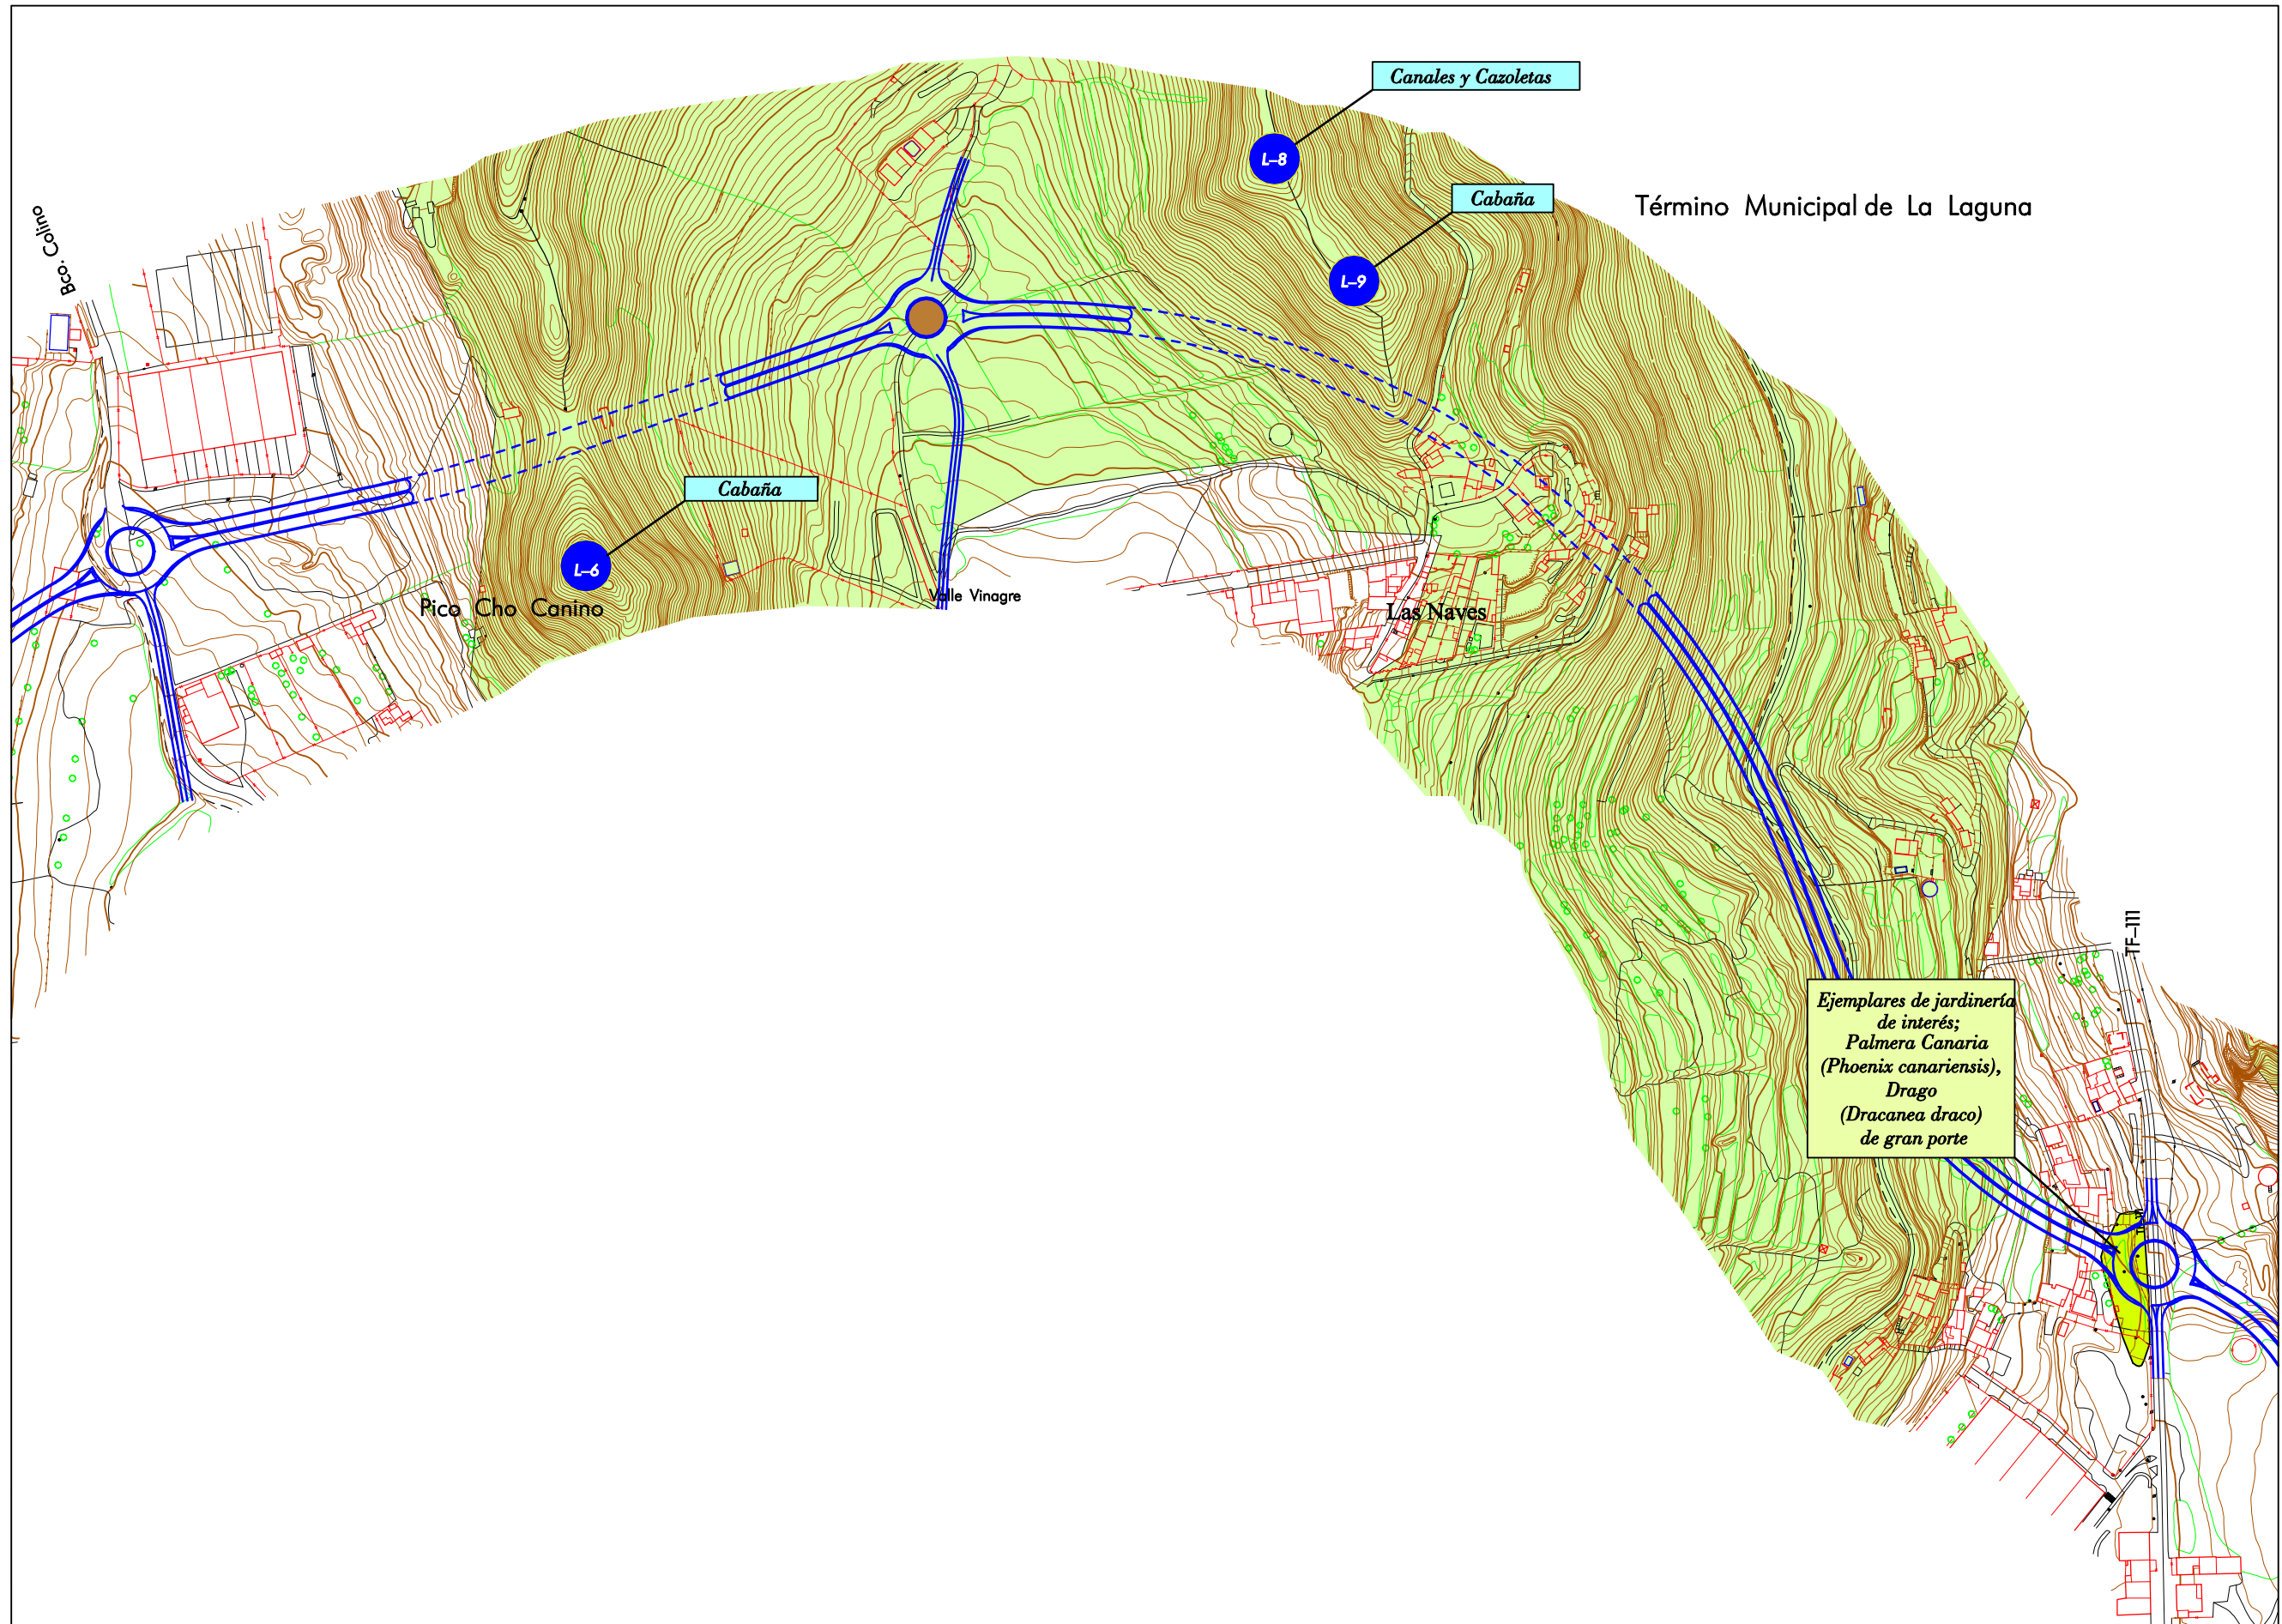 Canales y Cazoletas
L-8
Cabaña
L-9
Término Municipal de La Laguna
Bco. Colino
Cabaña
L-6
Pico Cho Canino
Valle Vinagre
Las Naves
TF-111
Ejemplares de jardinería
de interés;
Palmera Canaria
(Phoenix canariensis),
Drago
(Dracanea draco)
de gran porte